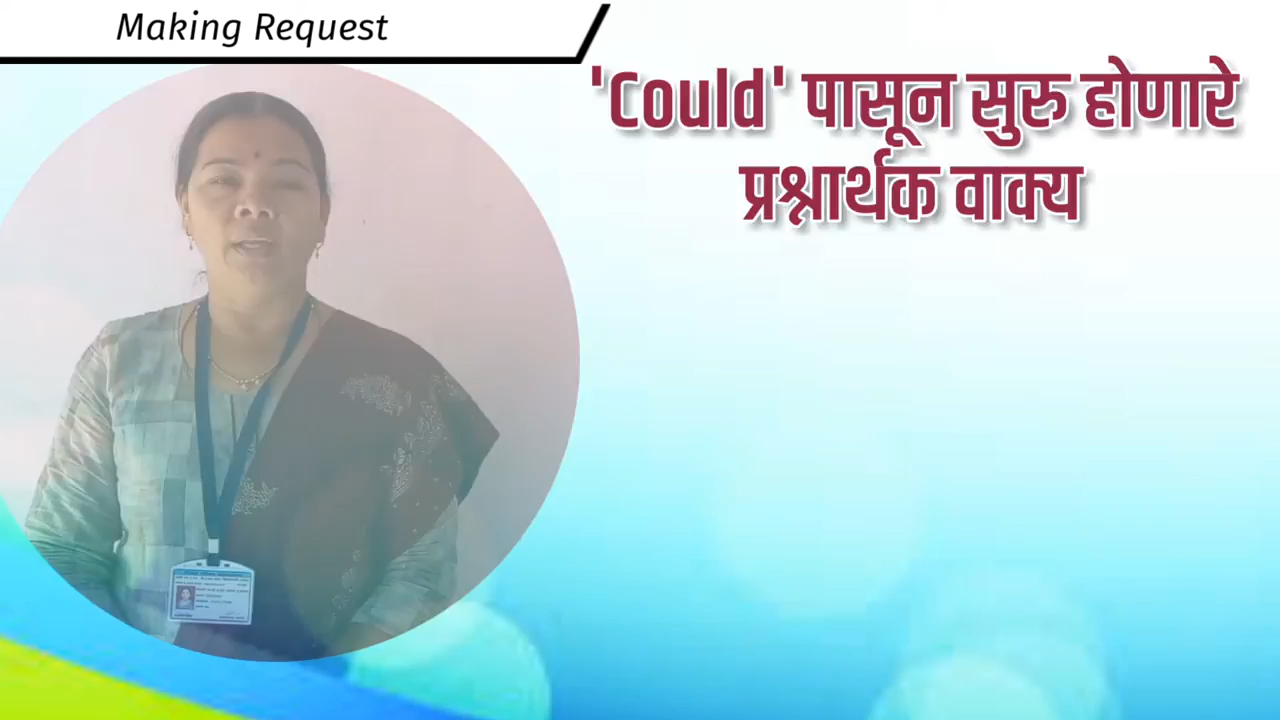 Making Request
'Could' पासून सुरु होणारे
प्रश्नार्थक वाक्य